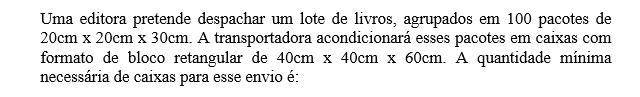 Uma editora pretende despachar um lote de livros, agrupados em 100 pacotes de
20cm x 20cm x 30cm. A transportadora acondicionará esses pacotes em caixas com
formato de bloco retangular de 40cm x 40cm x 60cm. A quantidade mínima
necessária de caixas para esse envio é: